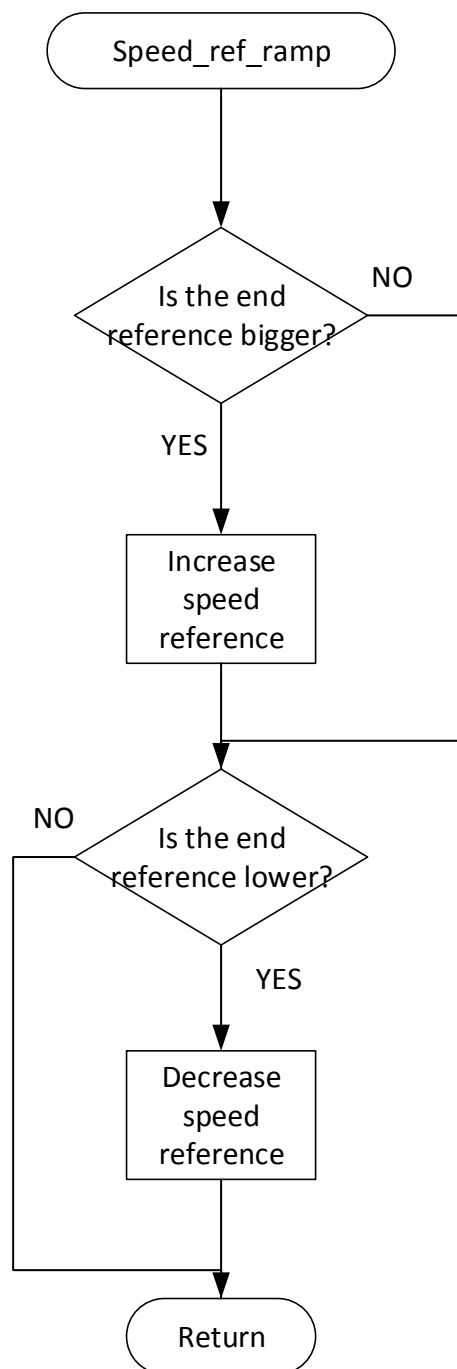 Speed_ref_ramp
Is the end
reference bigger?
NO
YES
Increase
speed
reference
NO
Is the end
reference lower?
YES
Decrease
speed
reference
Return